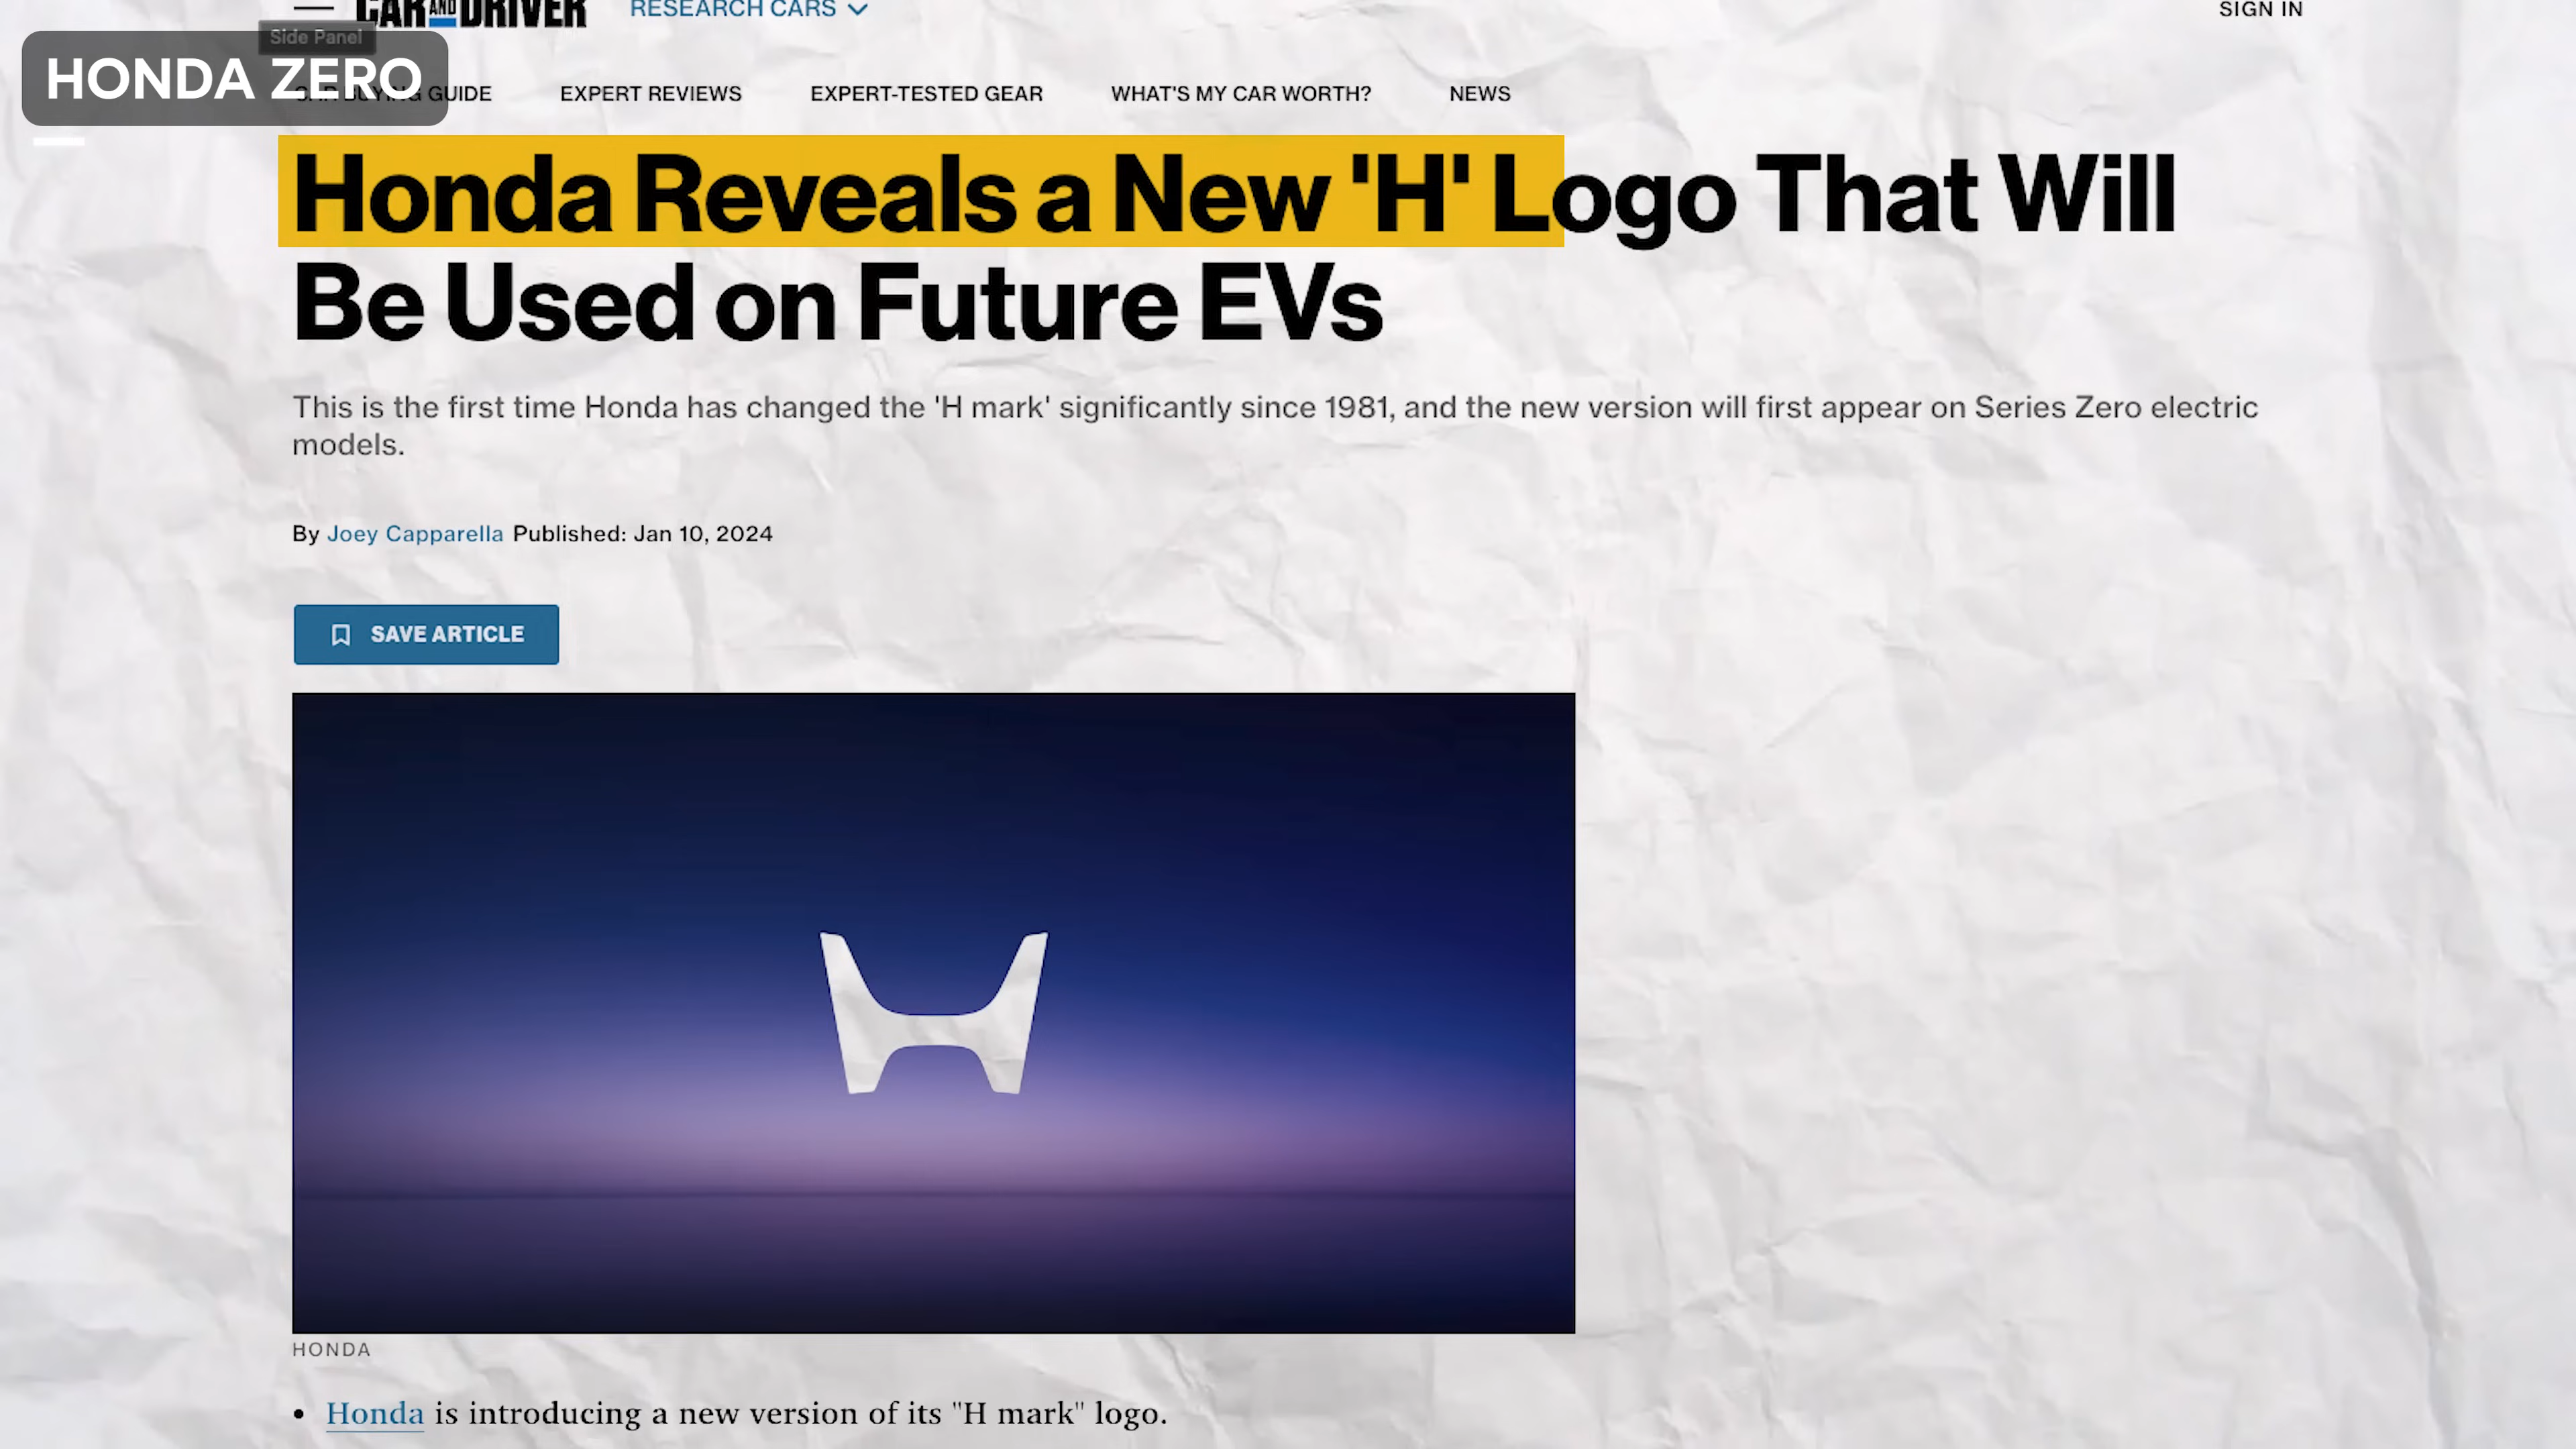 CAR AND DRIVER RESEARCH CARS SIGN IN
Side Panel
HONDA ZERO
CAR BUYING GUIDE EXPERT REVIEWS EXPERT-TESTED GEAR WHAT'S MY CAR WORTH? NEWS
Honda Reveals a New 'H' Logo That Will
Be Used on Future EVs
This is the first time Honda has changed the 'H mark' significantly since 1981, and the new version will first appear on Series Zero electric
models.
By Joey Capparella Published: Jan 10, 2024
SAVE ARTICLE
HONDA
• Honda is introducing a new version of its "H mark" logo.